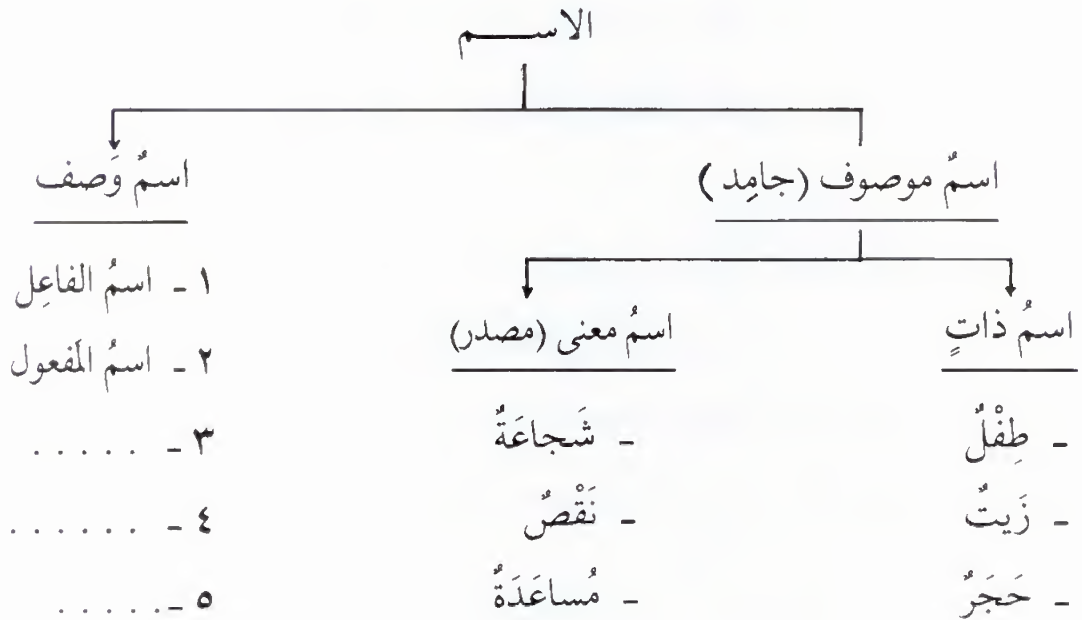 الاســـم
اسمٌ موصوف (جامِد)
اسمُ ذاتٍ
- طِفْلٌ
- زَيتٌ
- حَجَرٌ
اسمُ معنى (مصدر)
- شَجاعَةٌ
- نَقْصٌ
- مُساعَدَةٌ
اسمُ وَصف
١ - اسمُ الفاعِل
٢ - اسمُ المَفعول
٣ - . . . . .
٤ - . . . . . .
٥ - . . . . .